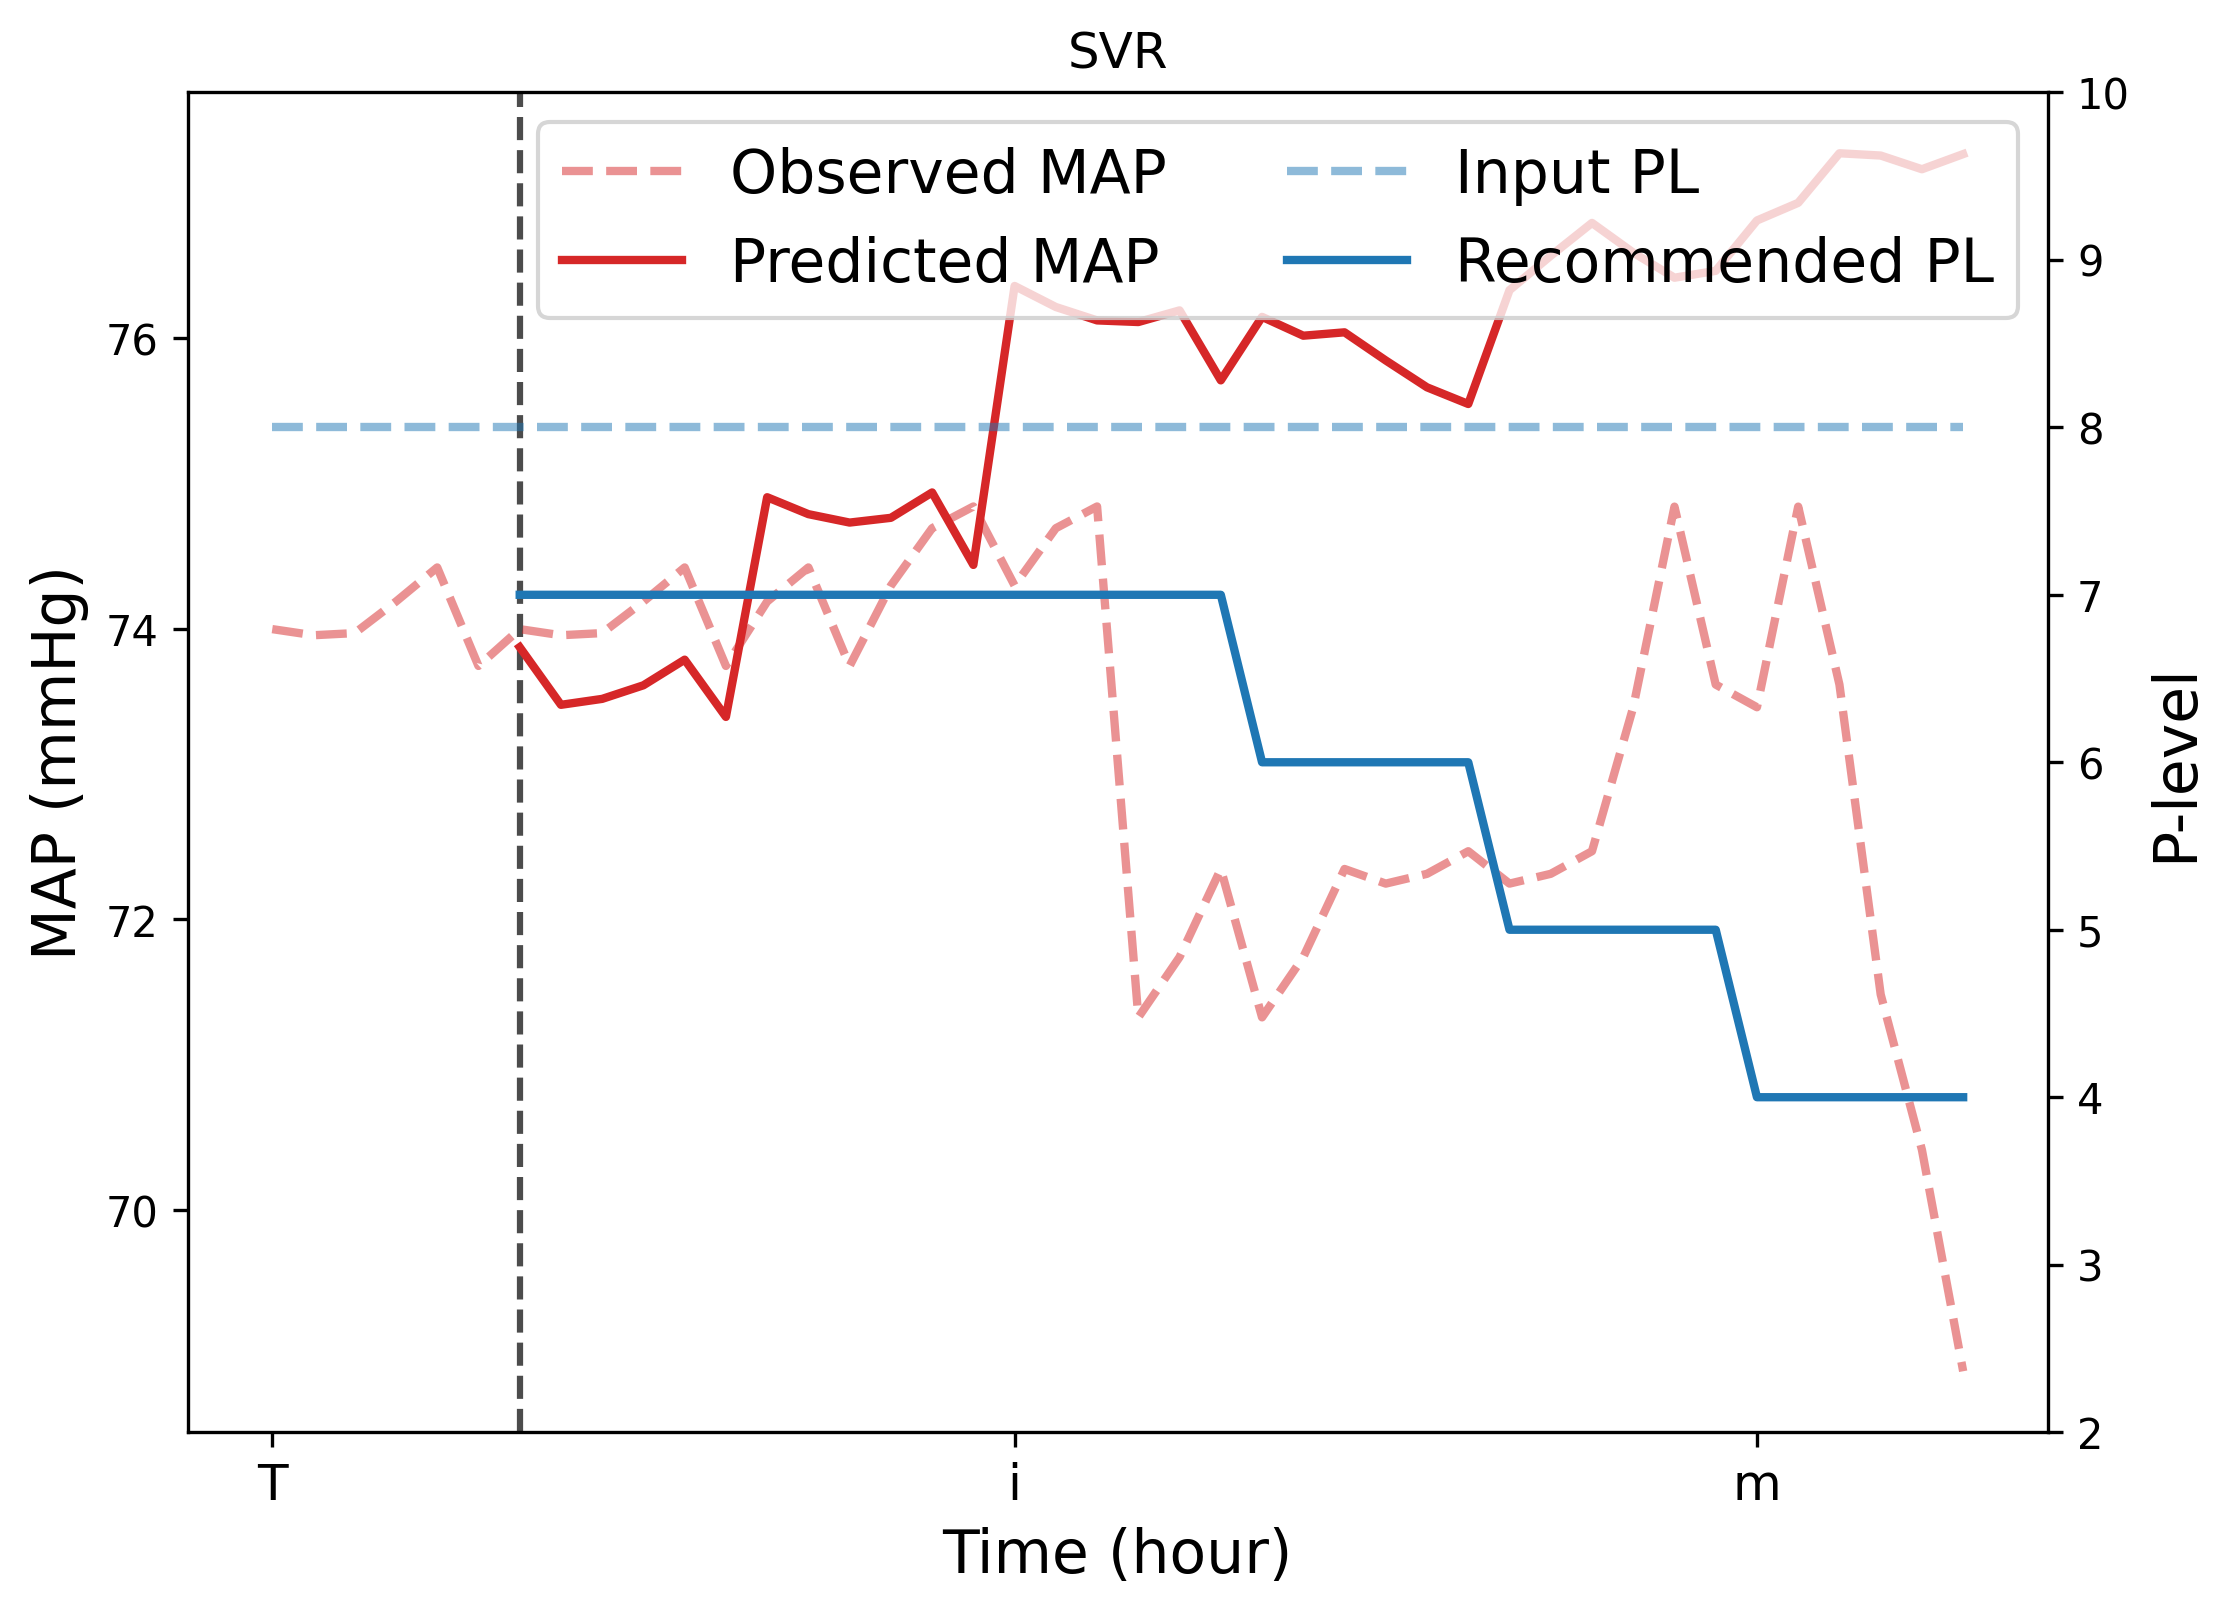 SVR
Observed MAP
Predicted MAP
Input PL
Recommended PL
MAP (mmHg)
76
74
72
70
10
9
8
7
6
5
4
3
2
P-level
T i m
Time (hour)